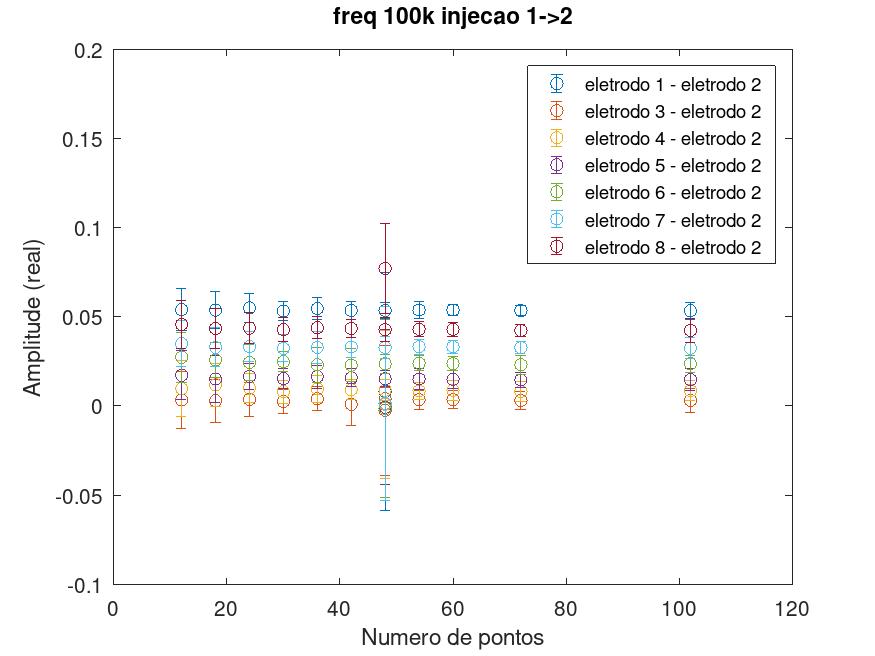 freq 100k injecao 1->2
0.2
0.15
0.1
0.05
0
-0.05
-0.1
Amplitude (real)
eletrodo 1 - eletrodo 2
eletrodo 3 - eletrodo 2
eletrodo 4 - eletrodo 2
eletrodo 5 - eletrodo 2
eletrodo 6 - eletrodo 2
eletrodo 7 - eletrodo 2
eletrodo 8 - eletrodo 2
0 20 40 60 80 100 120
Numero de pontos